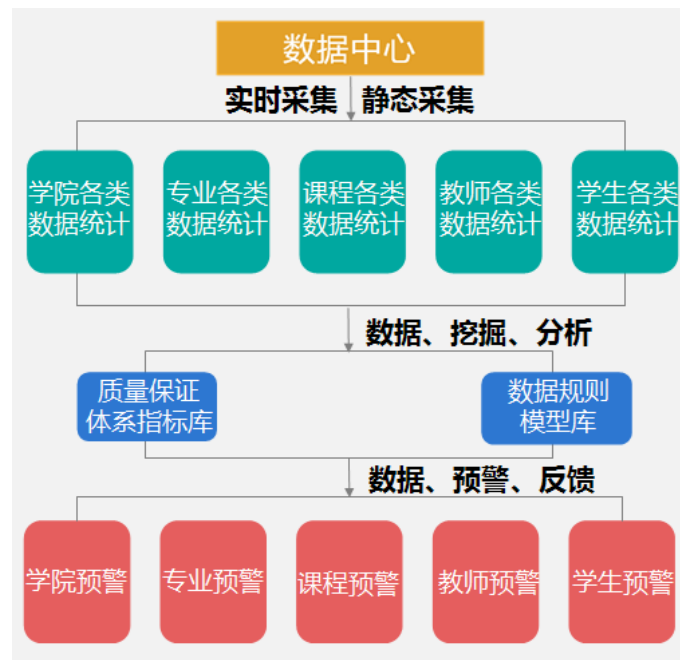 数据中心
实时采集 静态采集
学院各类 专业各类 课程各类 教师各类 学生各类
数据统计 数据统计 数据统计 数据统计 数据统计
数据、挖掘、分析
质量保证 数据规则
体系指标库 模型库
数据、预警、反馈
学院预警 专业预警 课程预警 教师预警 学生预警